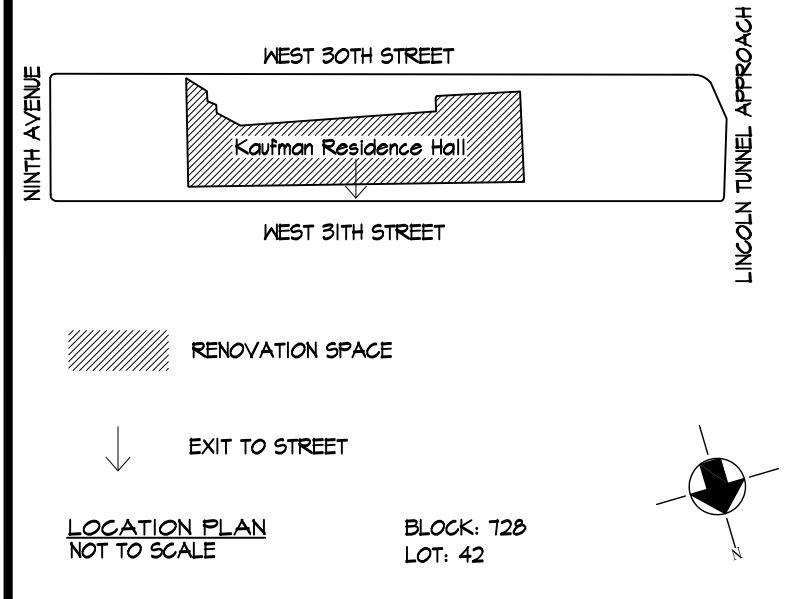 WEST 30TH STREET
NINTH AVENUE
LINCOLN TUNNEL APPROACH
Kaufman Residence Hall
WEST 31TH STREET
RENOVATION SPACE
EXIT TO STREET
LOCATION PLAN
NOT TO SCALE
BLOCK: 728
LOT: 42
N